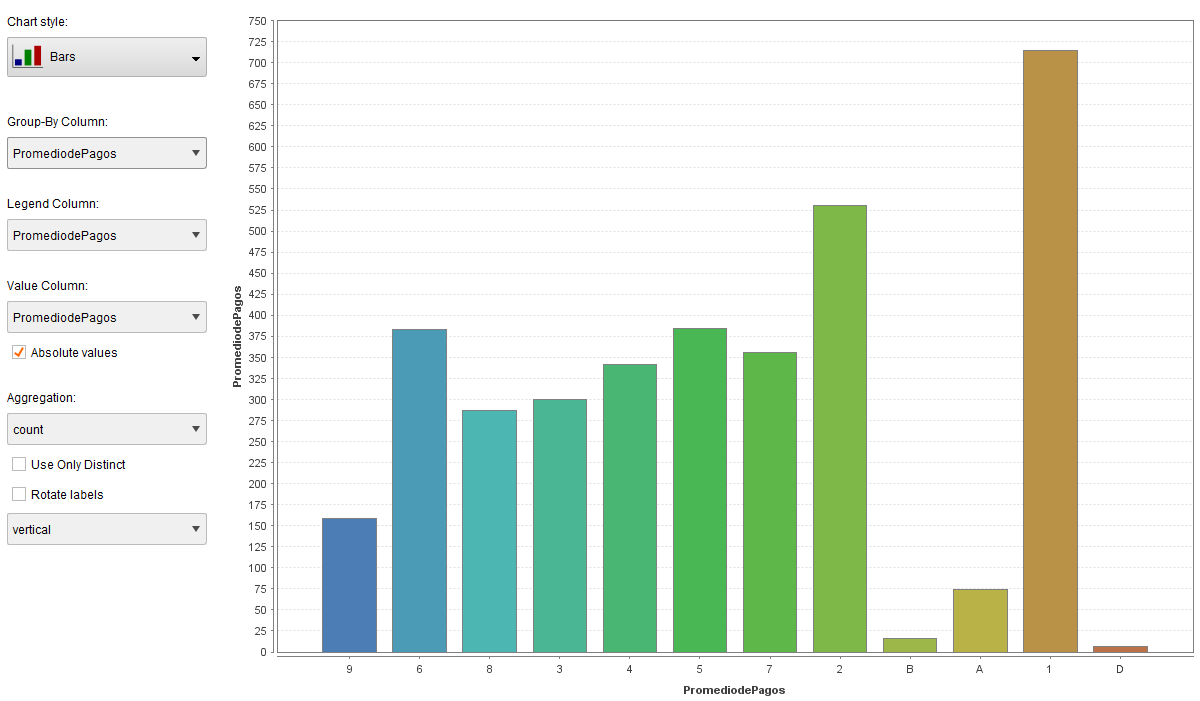 Chart style:
Bars
Group-By Column:
PromediodePagos
Legend Column:
PromediodePagos
Value Column:
PromediodePagos
Absolute values
Aggregation:
count
Use Only Distinct
Rotate labels
vertical
PromediodePagos
750
725
700
675
650
625
600
575
550
525
500
475
450
425
400
375
350
325
300
275
250
225
200
175
150
125
100
75
50
25
0
9 6 8 3 4 5 7 2 B A 1 D
PromediodePagos